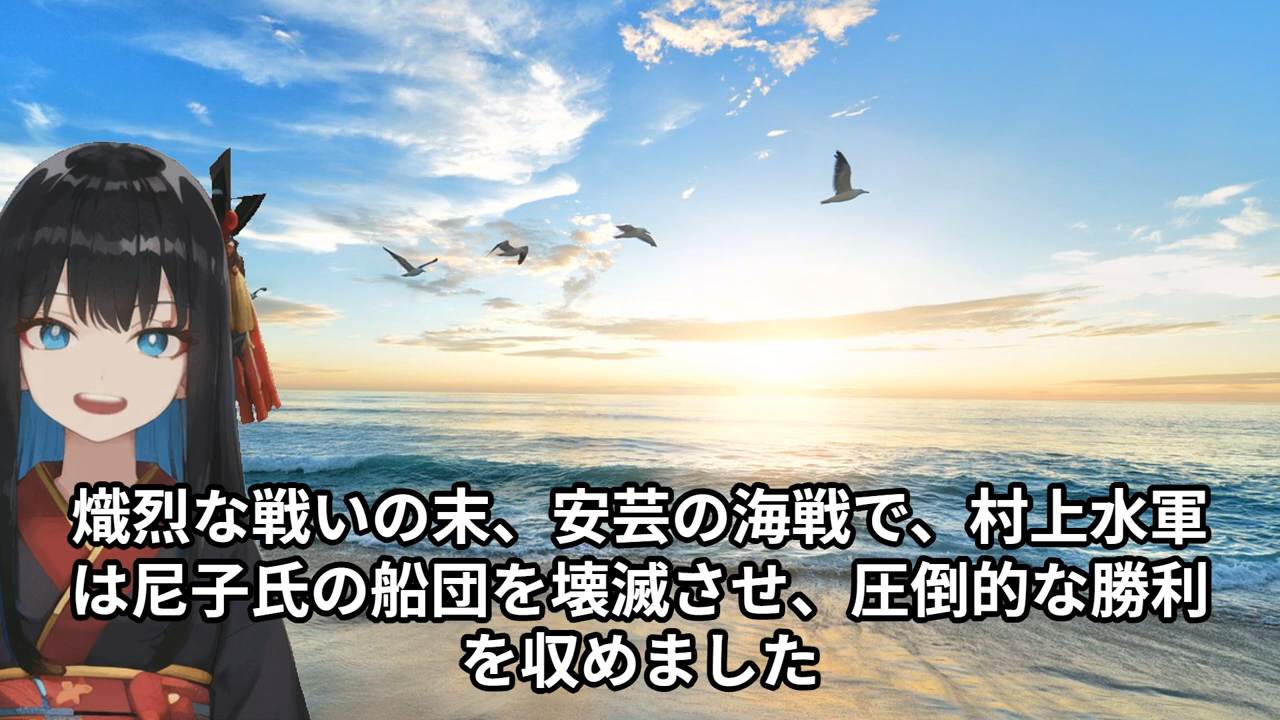 熾烈な戦いの末、安芸の海戦で、村上水軍
は尼子氏の船団を壊滅させ、圧倒的な勝利
を収めました